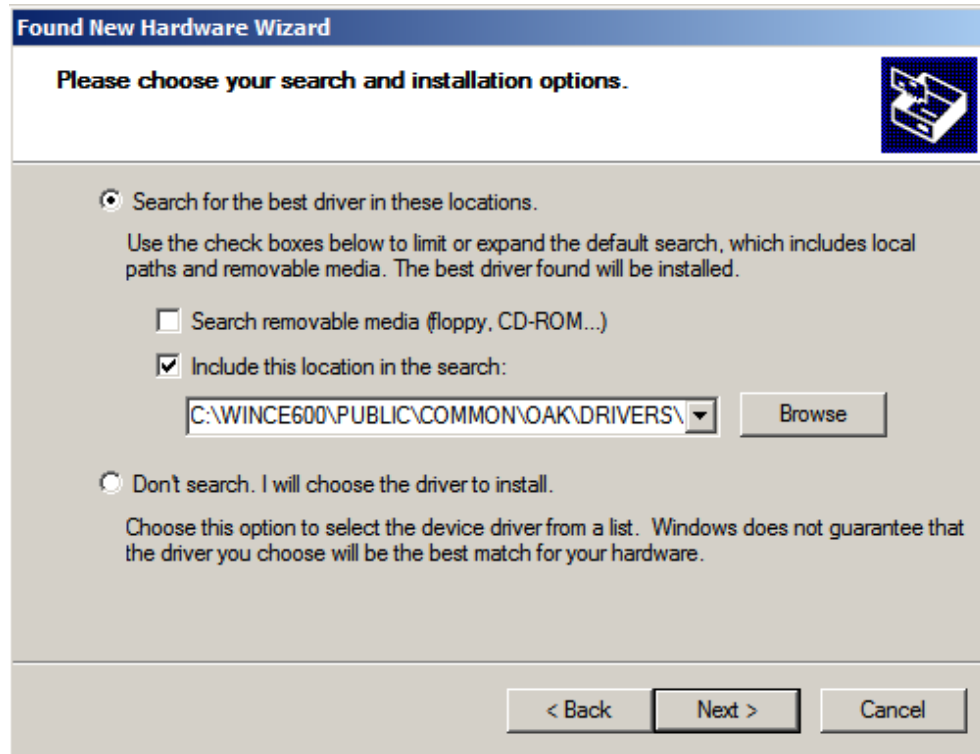 Found New Hardware Wizard
Please choose your search and installation options.
Search for the best driver in these locations.
Use the check boxes below to limit or expand the default search, which includes local
paths and removable media. The best driver found will be installed.
Search removable media (floppy, CD-ROM...)
Include this location in the search:
C:\WINCE600\PUBLIC\COMMON\OAK\DRIVERS\
Browse
Don't search. I will choose the driver to install.
Choose this option to select the device driver from a list.  Windows does not guarantee that
the driver you choose will be the best match for your hardware.
< Back Next > Cancel